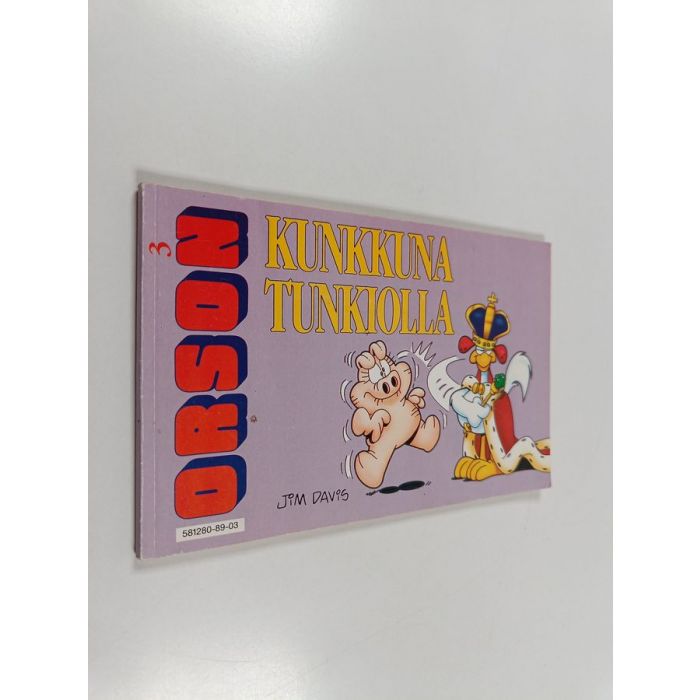 ORSON
3
KUNKKUNA
TUNKIOLLA
JIM DAVIS
581280-89-03